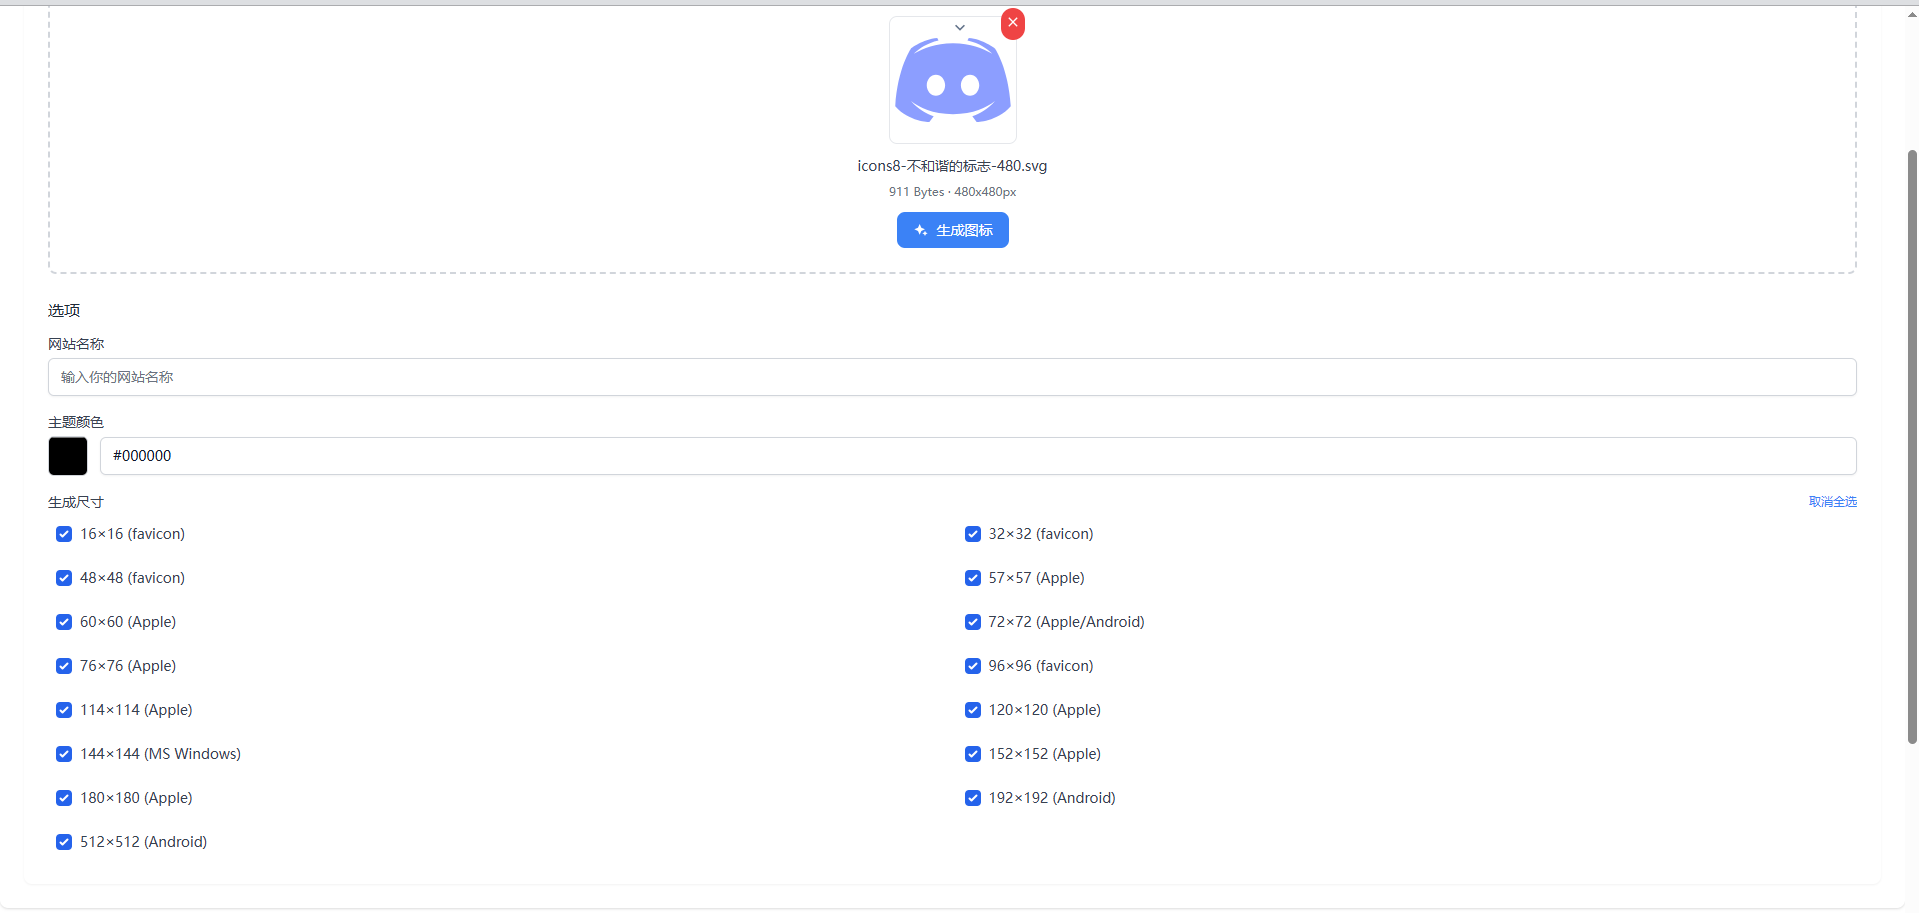 icons8-不和谐的标志-480.svg
911 Bytes · 480x480px
生成图标
选项
网站名称
输入你的网站名称
主题颜色
#000000
生成尺寸
取消全选
16×16 (favicon)
32×32 (favicon)
48×48 (favicon)
57×57 (Apple)
60×60 (Apple)
72×72 (Apple/Android)
76×76 (Apple)
96×96 (favicon)
114×114 (Apple)
120×120 (Apple)
144×144 (MS Windows)
152×152 (Apple)
180×180 (Apple)
192×192 (Android)
512×512 (Android)